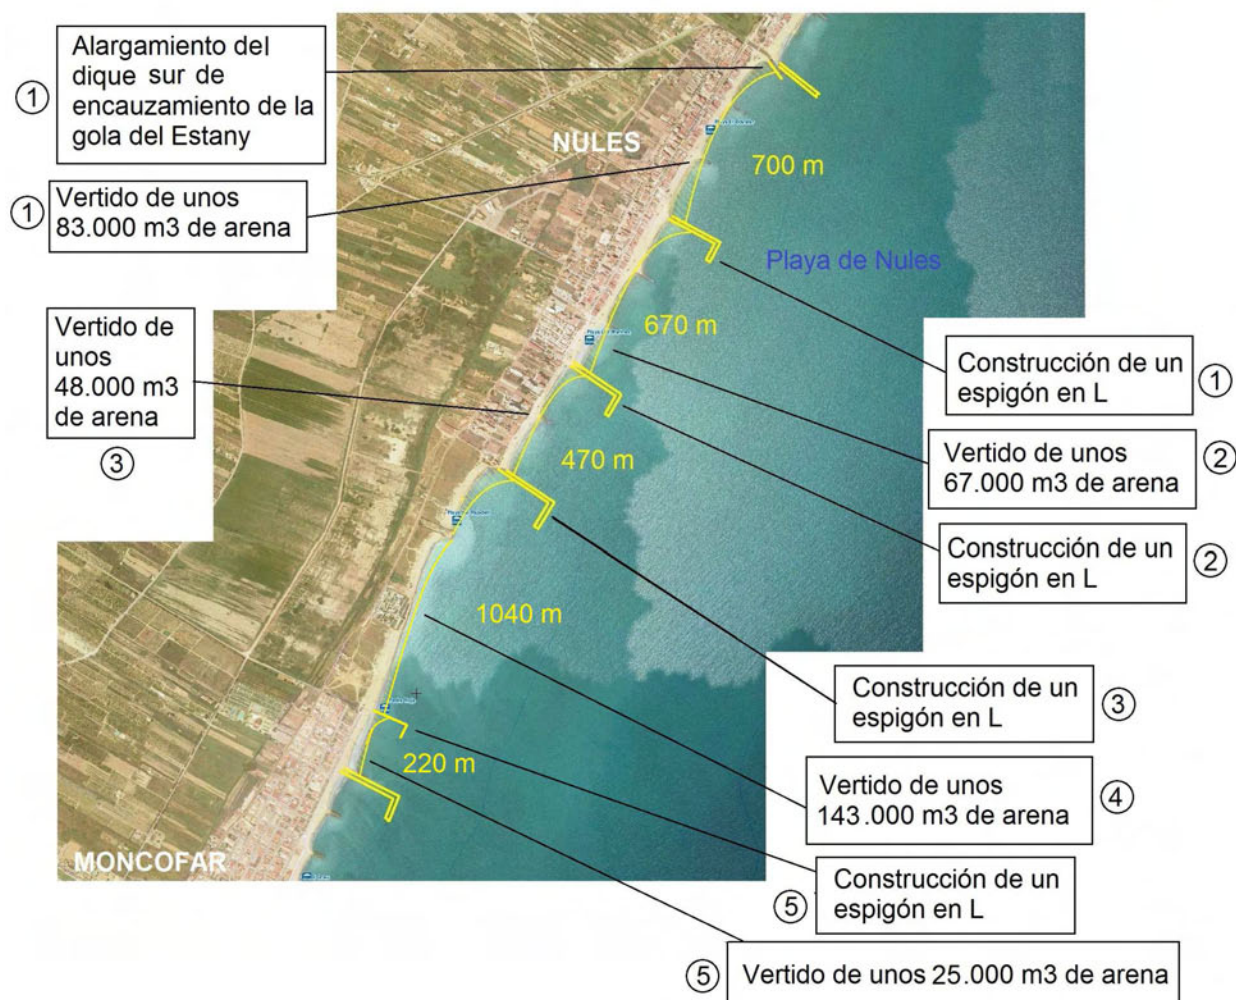 Alargamiento del
dique sur de
encauzamiento de la
gola del Estany
1
Vertido de unos
83.000 m3 de arena
1
NULES
700 m
Playa de Nules
670 m
Vertido de
unos
48.000 m3
de arena
3
Construcción de un
espigón en L
1
470 m
Vertido de unos
67.000 m3 de arena
2
Construcción de un
espigón en L
2
1040 m
Construcción de un
espigón en L
3
220 m
Vertido de unos
143.000 m3 de arena
4
MONCOFAR
Construcción de un
espigón en L
5
5
Vertido de unos 25.000 m3 de arena